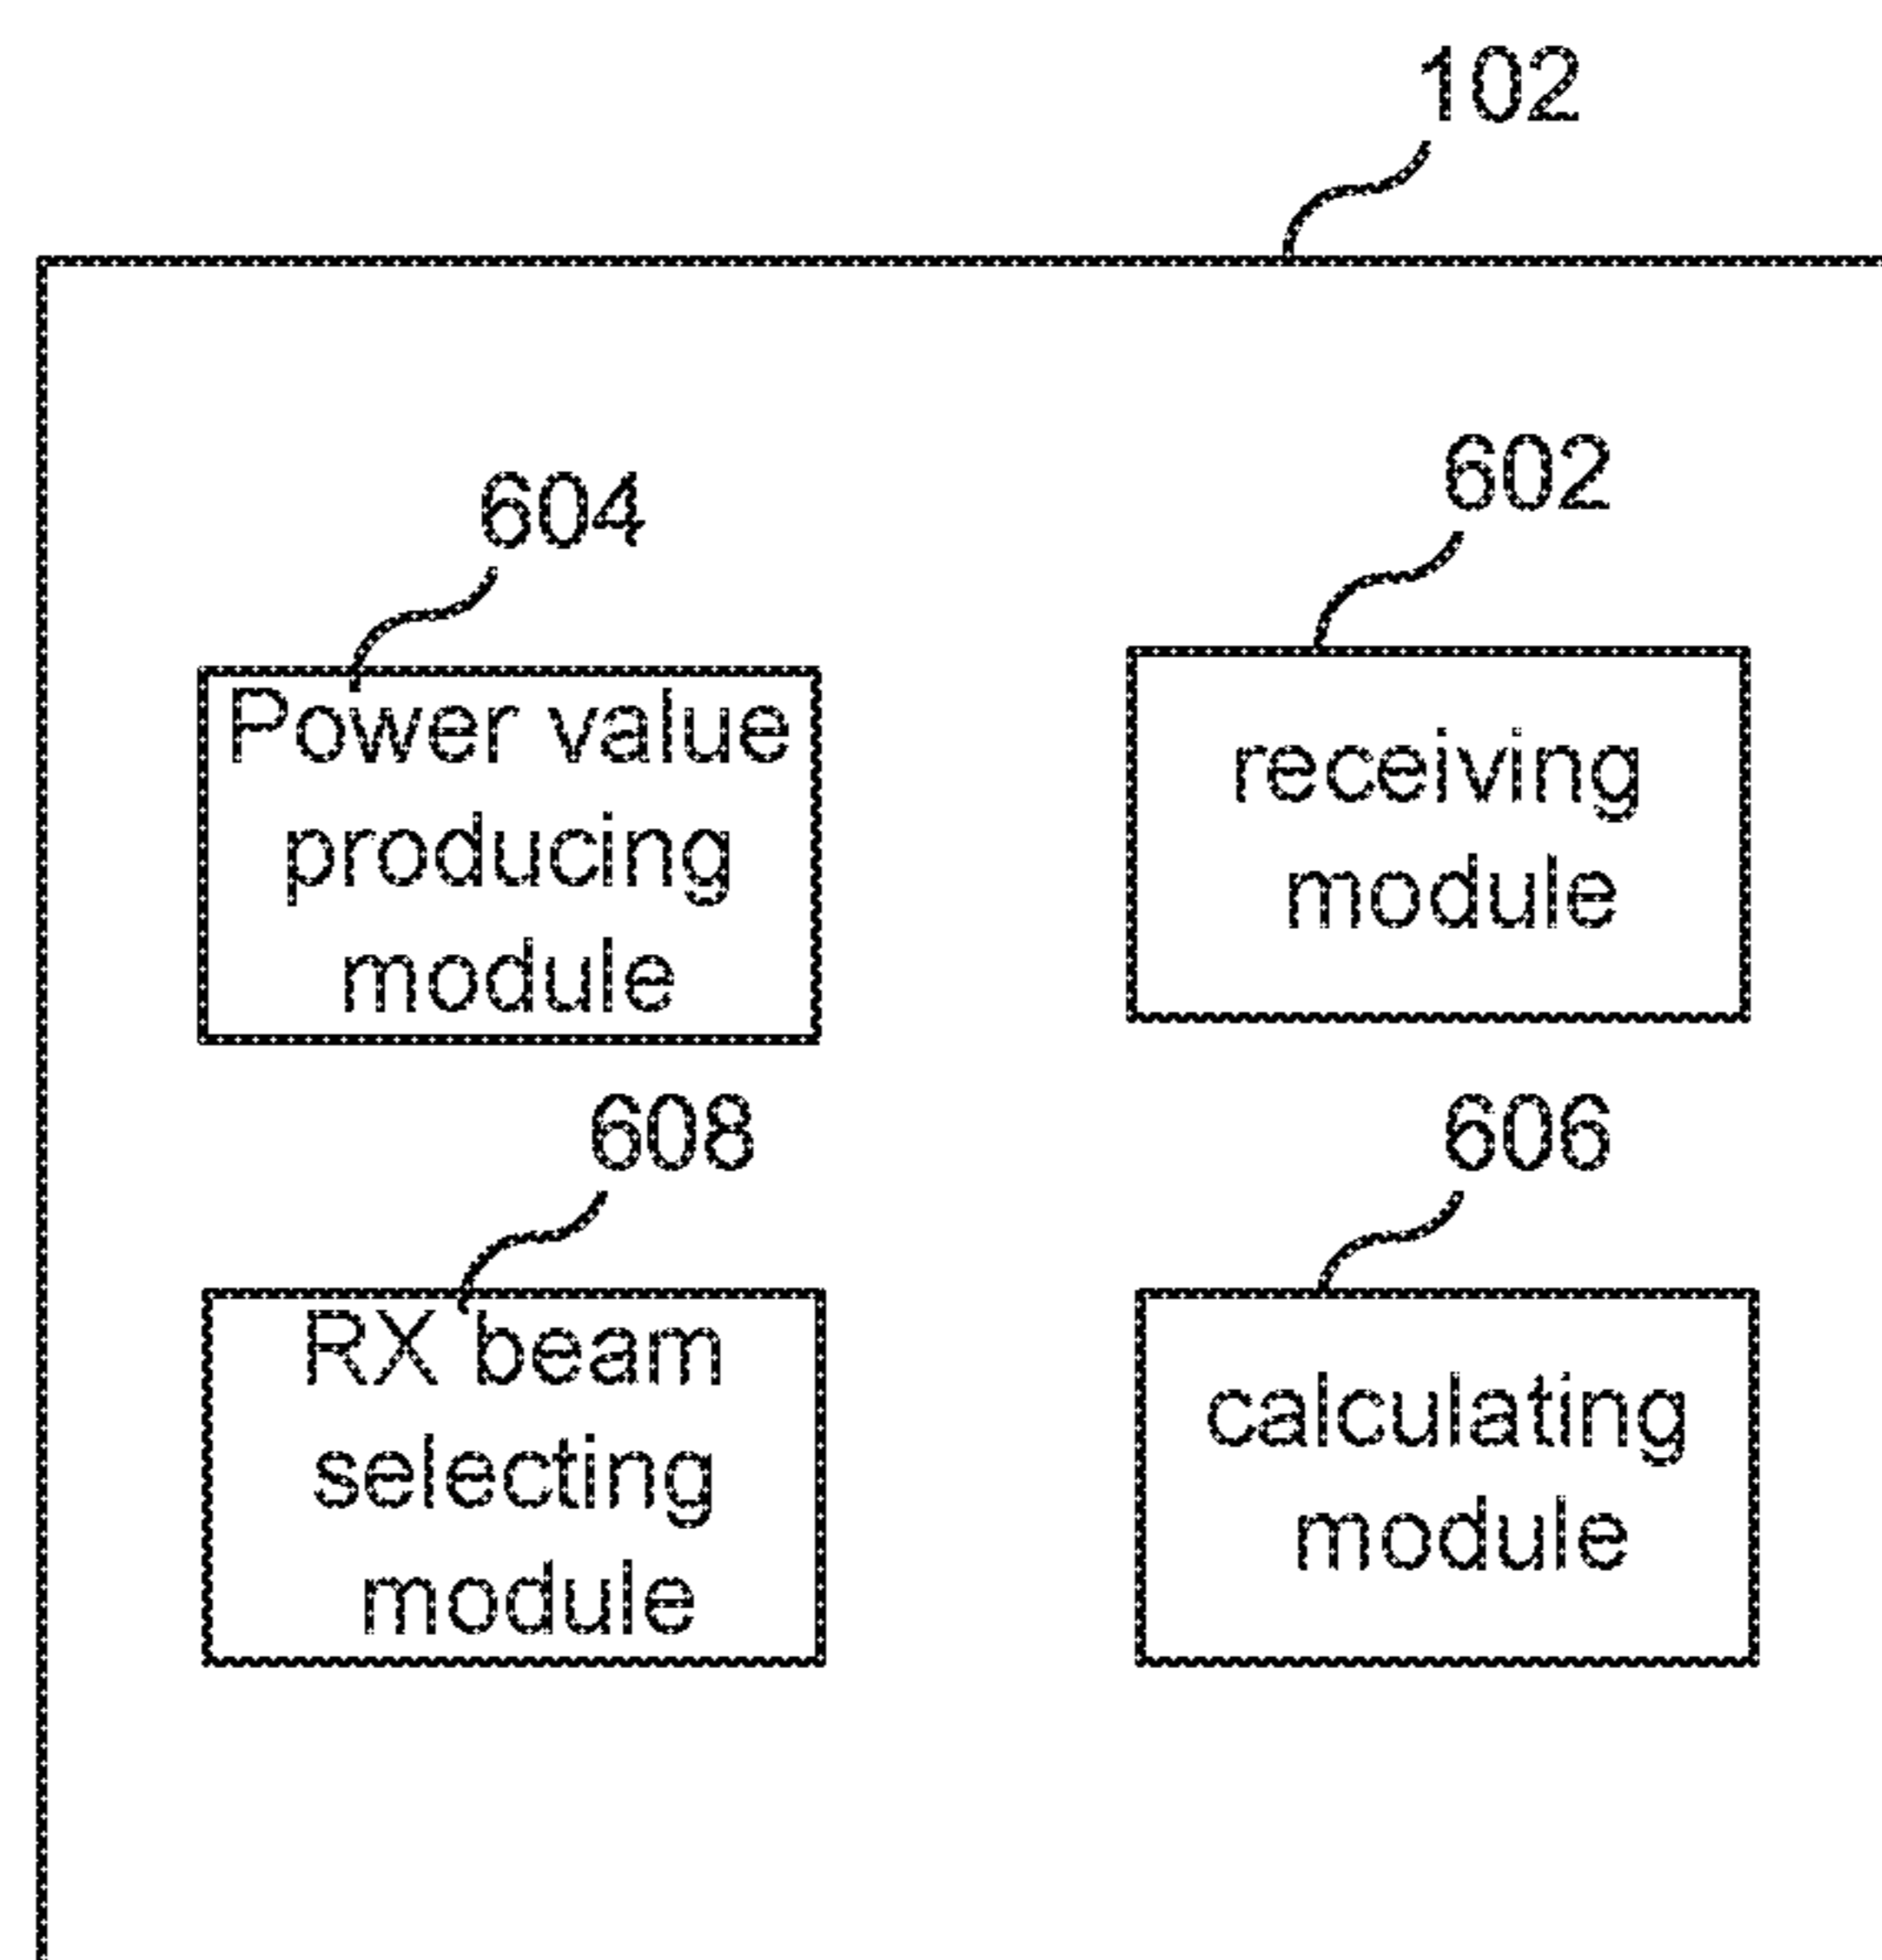 102
604
Power value
producing
module
602
receiving
module
608
RX beam
selecting
module
606
calculating
module